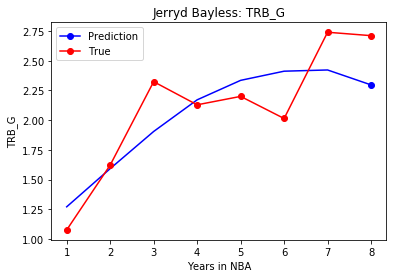 Jerryd Bayless: TRB_G
Prediction
True
2.75
2.50
2.25
2.00
1.75
1.50
1.25
1.00
TRB_G
1 2 3 4 5 6 7 8
Years in NBA